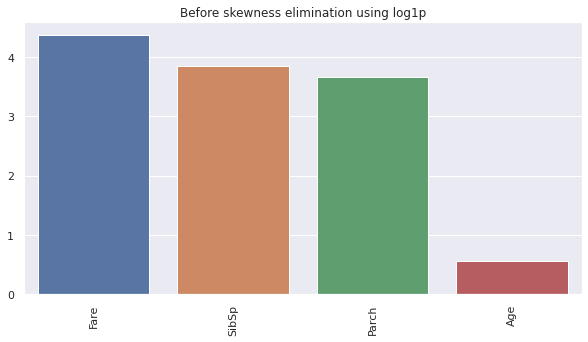 Before skewness elimination using log1p
4
3
2
1
0
Fare
SibSp
Parch
Age